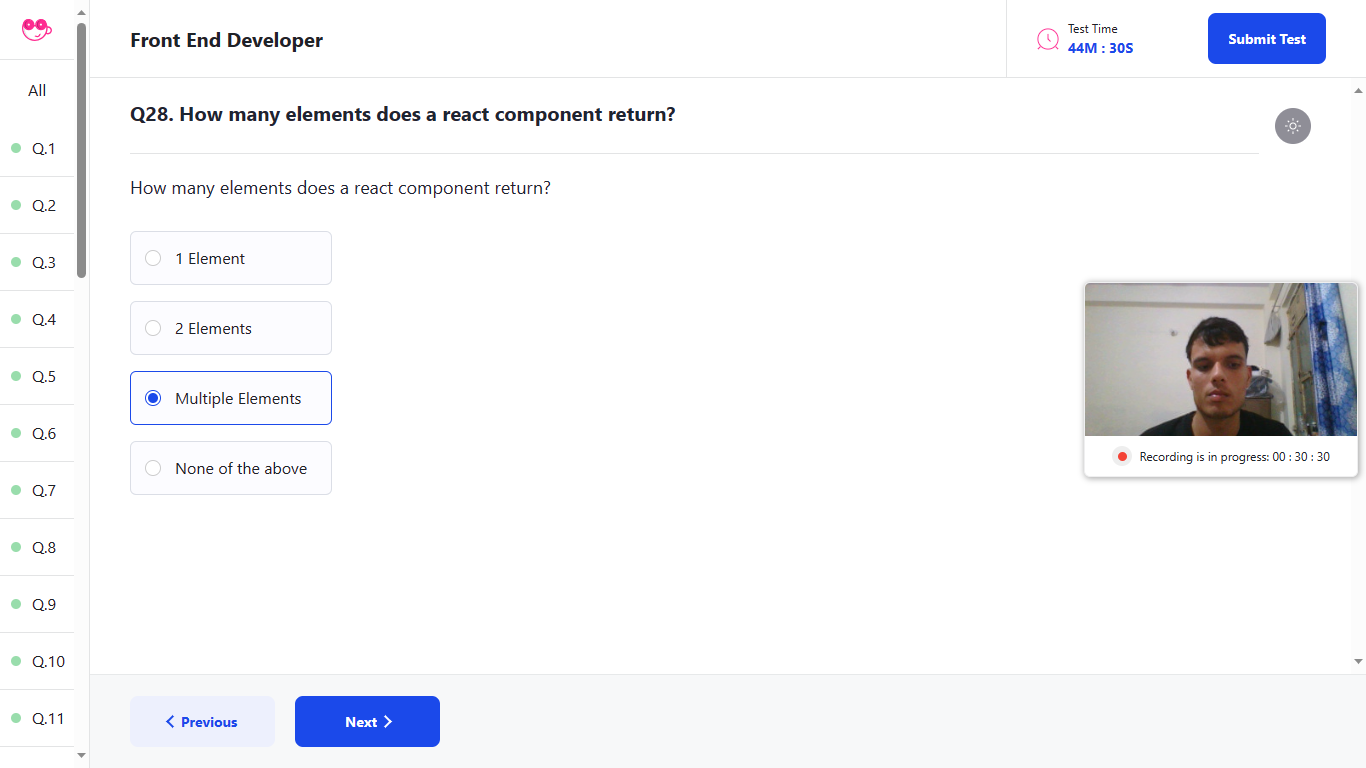 Front End Developer
Test Time
44M : 30S
Submit Test
All
Q.1
Q.2
Q.3
Q.4
Q.5
Q.6
Q.7
Q.8
Q.9
Q.10
Q.11
Q28. How many elements does a react component return?
How many elements does a react component return?
1 Element
2 Elements
Multiple Elements
None of the above
Recording is in progress: 00 : 30 : 30
Previous
Next